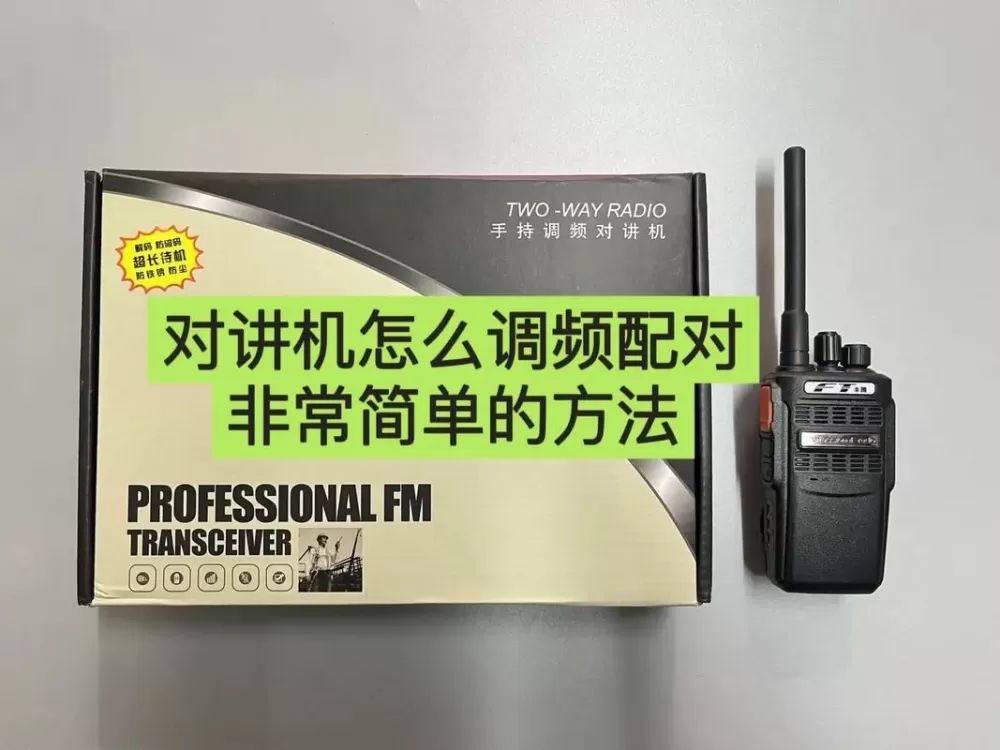 TWO -WAY RADIO
手持调频对讲机
解码 防破码
超长待机
防铁锈 防尘
对讲机怎么调频配对
非常简单的方法
PROFESSIONAL FM
TRANSCEIVER
FT